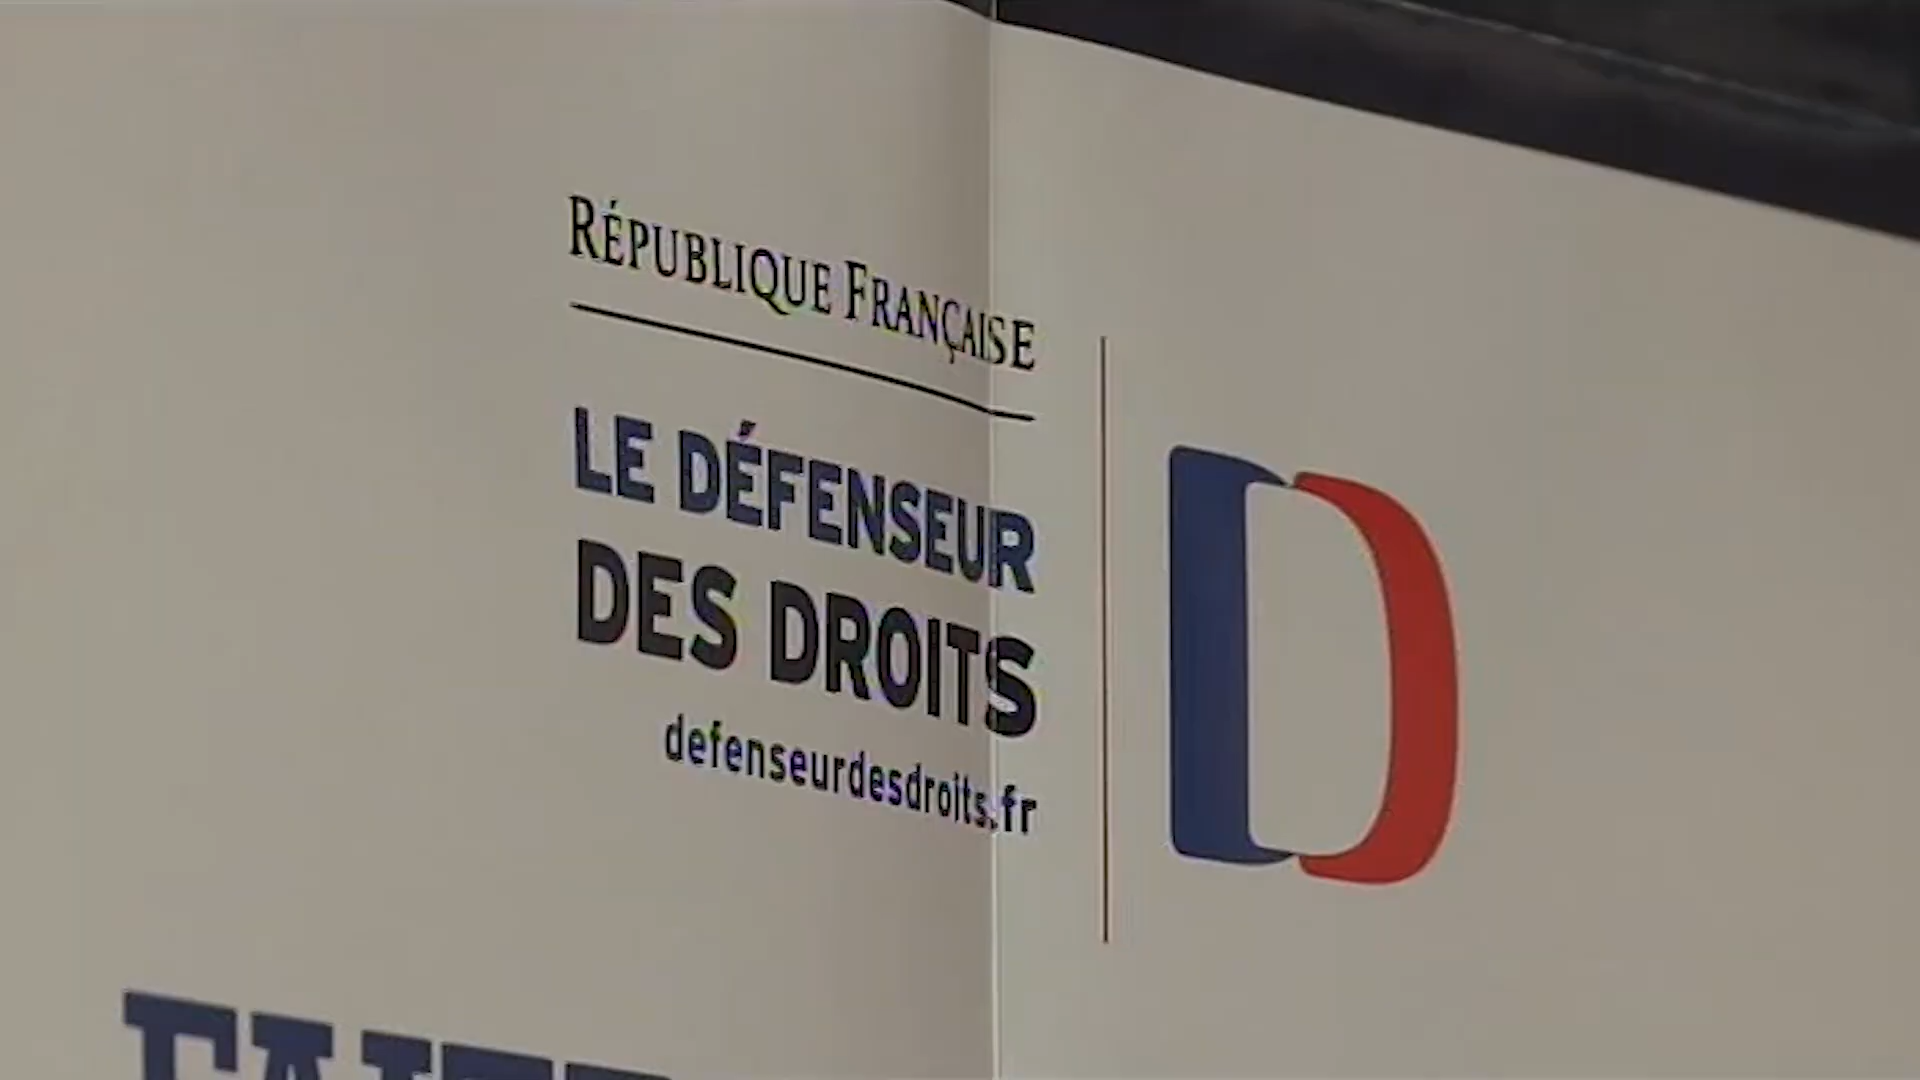 RÉPUBLIQUE FRANÇAISE
LE DÉFENSEUR
DES DROITS
defenseurdesdroits.fr
D